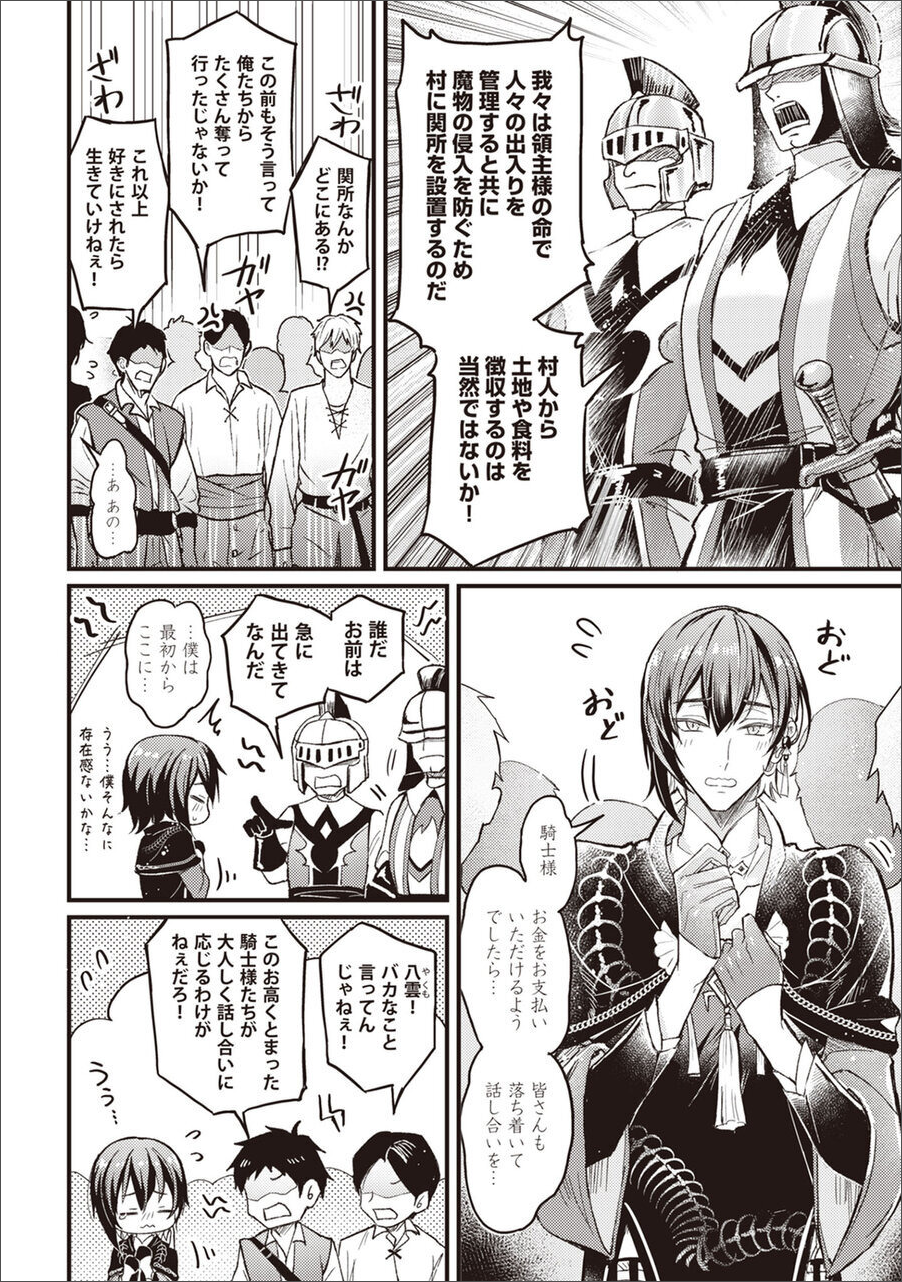 我々は領主様の命で
人々の出入りを
管理すると共に
魔物の侵入を防ぐため
村に関所を設置するのだ
村人から
土地や食料を
徴収するのは
当然ではないか!
ざわ
関所なんか
どこにある!?
この前もそう言って
俺たちから
たくさん奪って
行ったじゃないか!
ざわ
これ以上
好きにされたら
生きていけねぇ!
ガヤ
ガヤ
…あ あの…
おど
おど
騎士様
お金をお支払い
いただけるよう
でしたら…
皆さんも
落ち着いて
話し合いを…
誰だ
お前は
急に
出てきて
なんだ
…僕は
最初から
ここに…
うう…僕そんなに
存在感ないかな…
八雲!
やくも
バカなこと
言ってん
じゃねぇ!
このお高くとまった
騎士様たちが
大人しく話し合いに
応じるわけが
ねぇだろ!
うう…